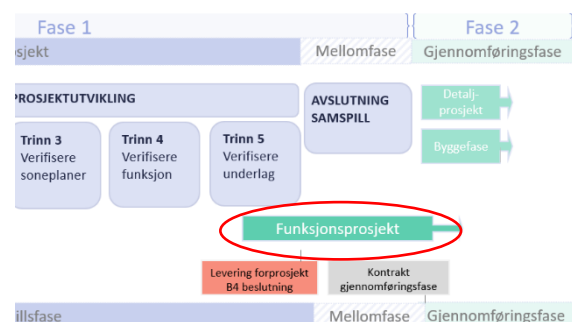 Fase 1
Fase 2
sjekt
Mellomfase
Gjennomføringsfase
PROSJEKTUTVIKLING
AVSLUTNING
SAMSPILL
Detalj-
prosjekt
Byggefase
Trinn 3
Verifisere
soneplaner
Trinn 4
Verifisere
funksjon
Trinn 5
Verifisere
underlag
Funksjonsprosjekt
Levering forprosjekt
B4 beslutning
Kontrakt
gjennomføringsfase
illsfase
Mellomfase
Gjennomføringsfase